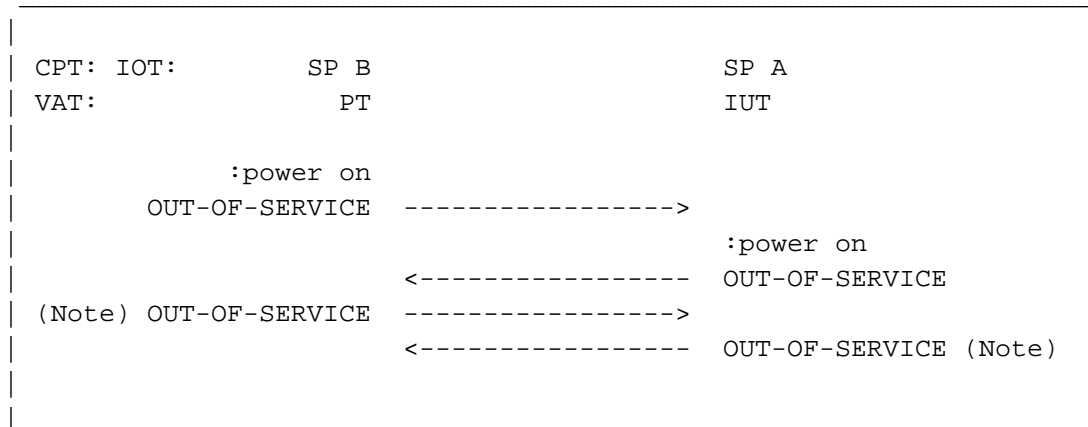 CPT: IOT: SP B SP A
VAT: PT IUT
:power on
OUT-OF-SERVICE ----------------->
:power on
<----------------- OUT-OF-SERVICE
(Note) OUT-OF-SERVICE ----------------->
<----------------- OUT-OF-SERVICE (Note)